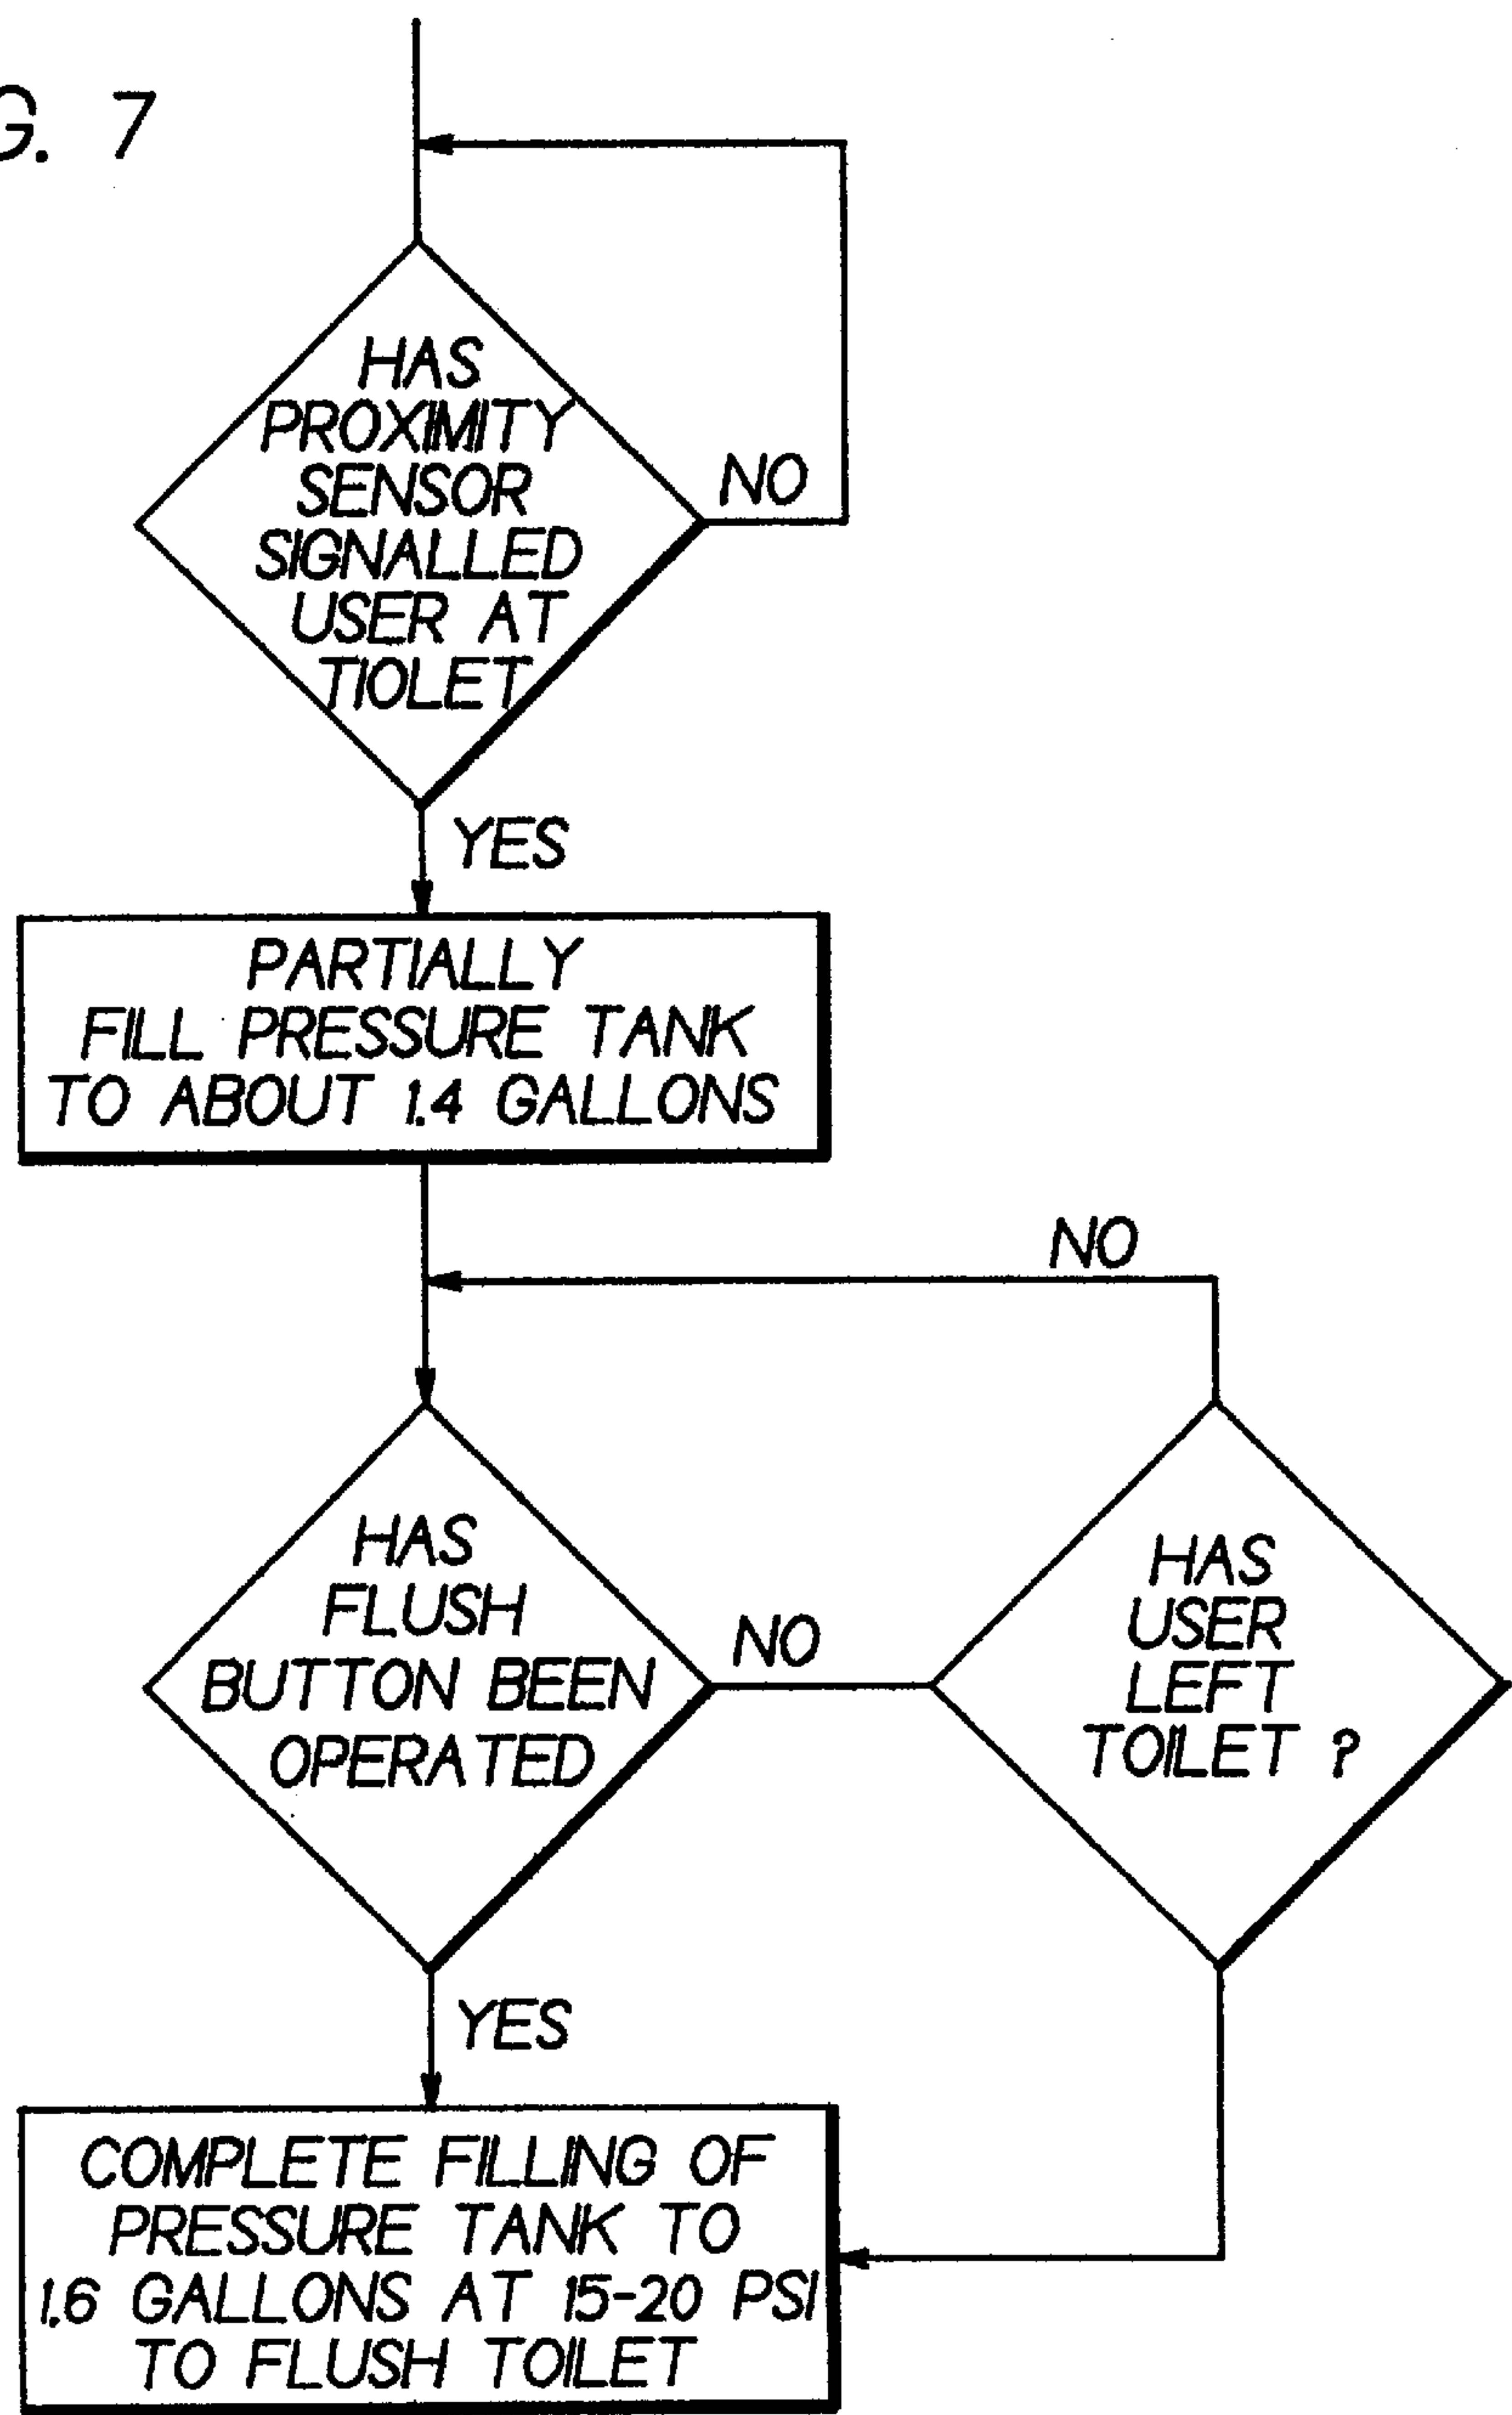 G. 7
HAS
PROXIMITY
SENSOR
SIGNALLED
USER AT
TIOLET
NO
YES
PARTIALLY
FILL PRESSURE TANK
TO ABOUT 1.4 GALLONS
NO
HAS
FLUSH
BUTTON BEEN
OPERATED
NO
HAS
USER
LEFT
TOILET ?
YES
COMPLETE FILLING OF
PRESSURE TANK TO
1.6 GALLONS AT 15-20 PSI
TO FLUSH TOILET